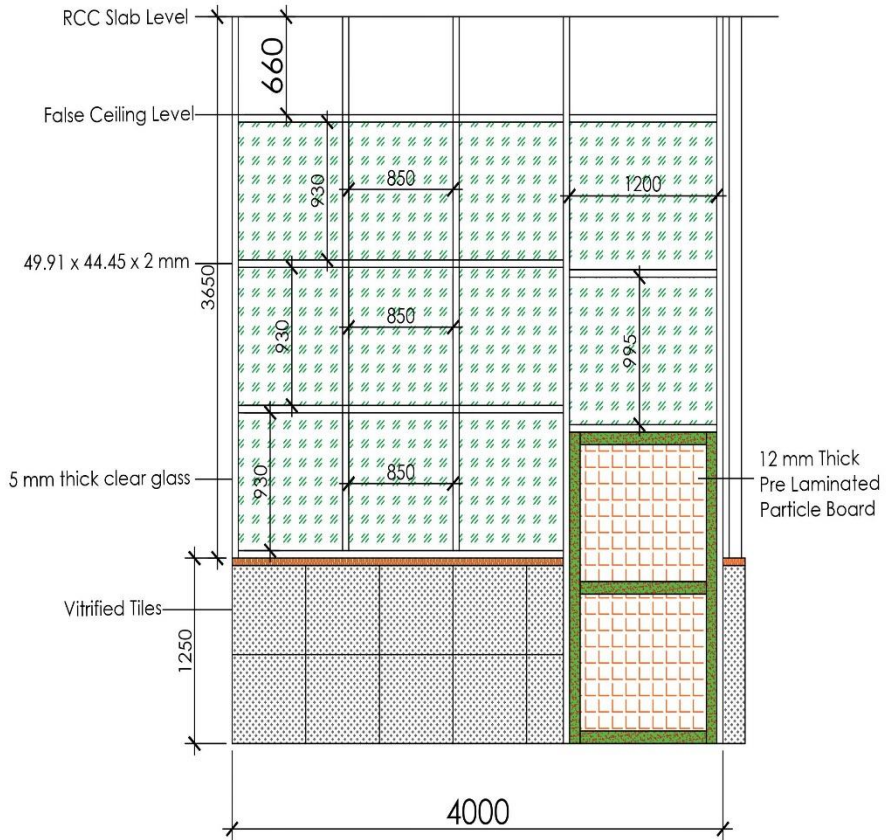 RCC Slab Level
660
False Ceiling Level
930
850
1200
49.91 x 44.45 x 2 mm
3650
930
850
995
5 mm thick clear glass
930
850
12 mm Thick
Pre Laminated
Particle Board
Vitrified Tiles
1250
4000